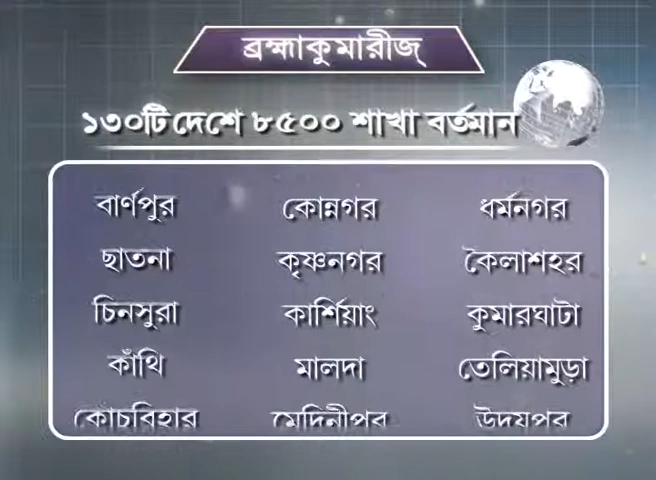 ব্রহ্মাকুমারীজ্
১৩০টি দেশে ৮৫০০ শাখা বর্তমান
বার্ণপুর কোন্নগর ধর্মনগর
ছাতনা কৃষ্ণনগর কৈলাশহর
চিনসুরা কার্শিয়াং কুমারঘাটা
কাঁথি মালদা তেলিয়ামুড়া
কোচবিহার মেদিনীপুর উদয়পুর